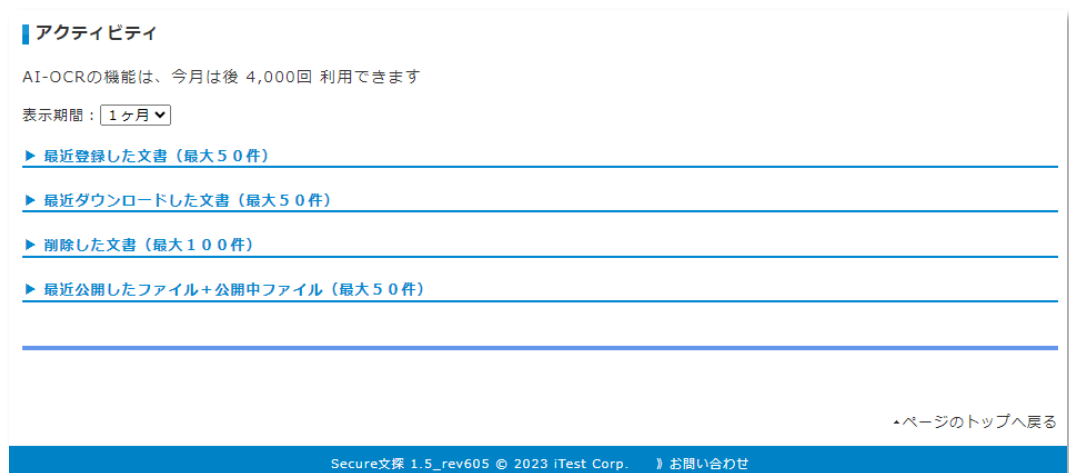 アクティビティ
AI-OCRの機能は、今月は後 4,000回 利用できます
表示期間：1ヶ月
▶ 最近登録した文書（最大５０件）
▶ 最近ダウンロードした文書（最大５０件）
▶ 削除した文書（最大１００件）
▶ 最近公開したファイル+公開中ファイル（最大５０件）
▴ページのトップへ戻る
Secure文探 1.5_rev605 © 2023 iTest Corp. 》お問い合わせ